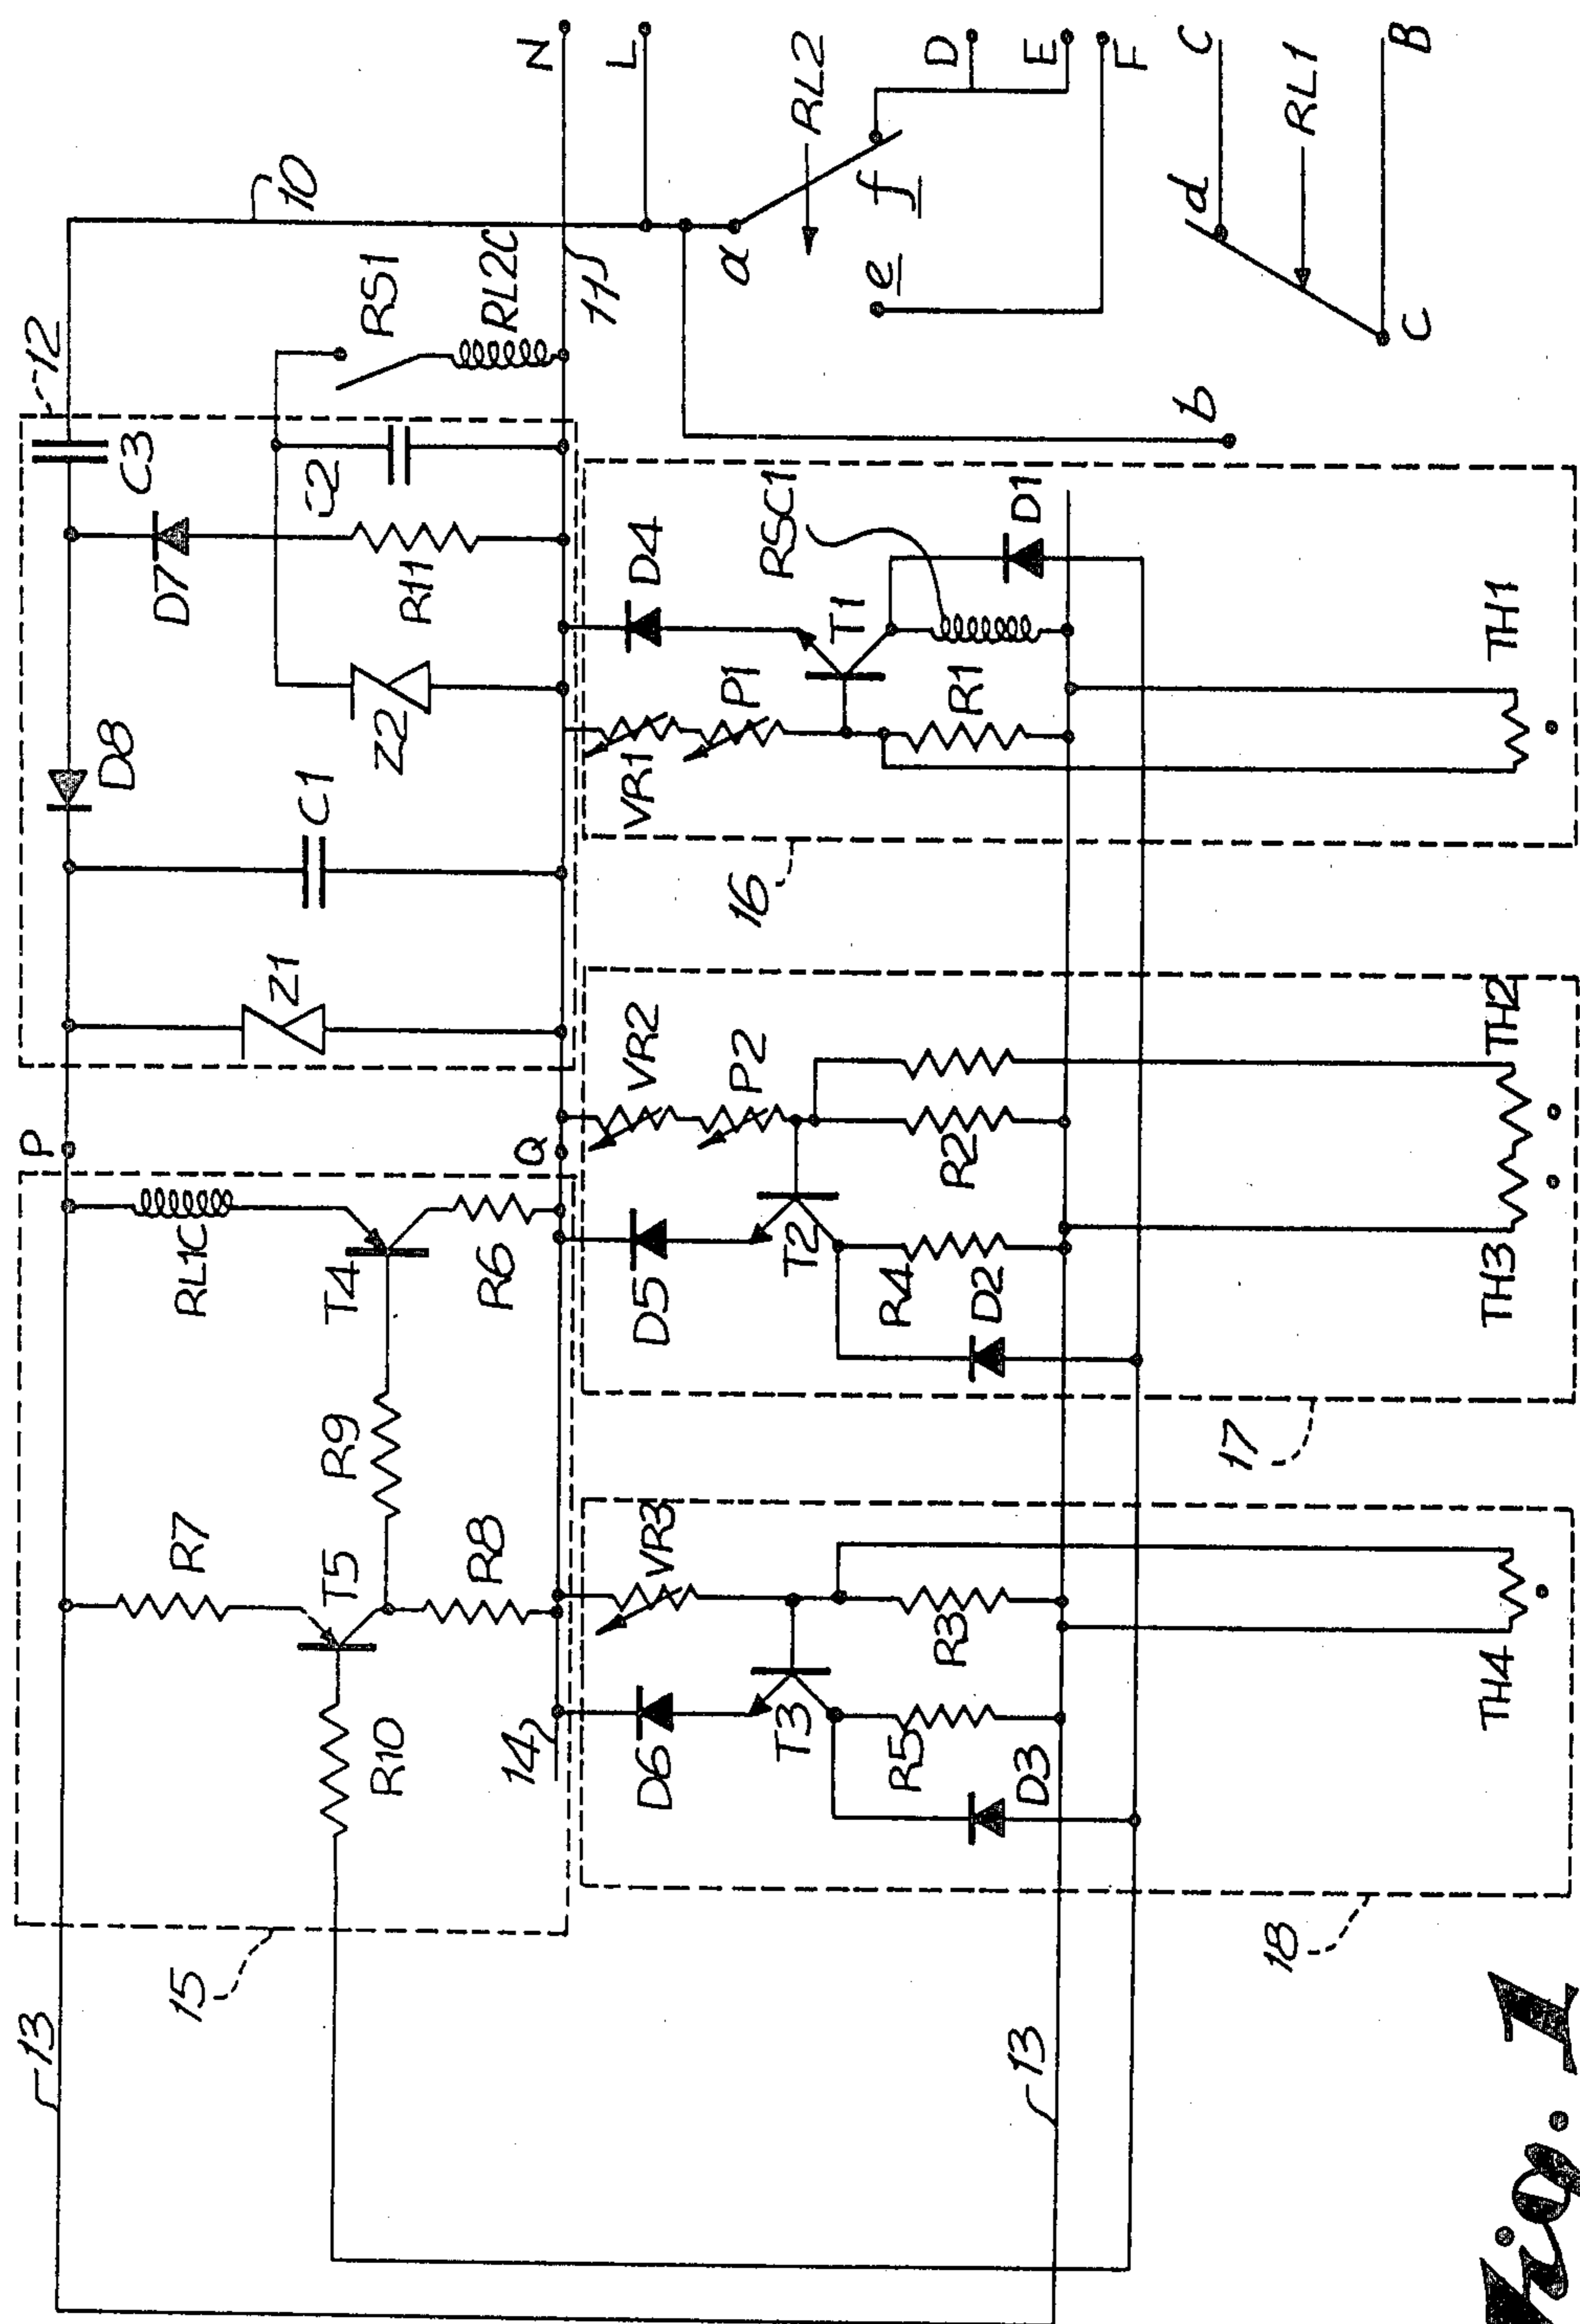 13
P
12
10
Z1
D8
C1
D7
C3
RS1
RL2C
N
L
RL1C
T4
R6
Q
Z2
R11
C2
11
R7
T5
R9
R8
R10
14
15
a
RL2
D
E
F
f
e
VR3
VR2
P2
VR1
P1
D4
RSC1
D6
T3
R3
R5
D3
D5
T2
R2
R4
D2
T1
R1
D1
16
b
C
d
RL1
c
B
13
18
17
TH4
TH3
TH2
TH1
Fig. 1